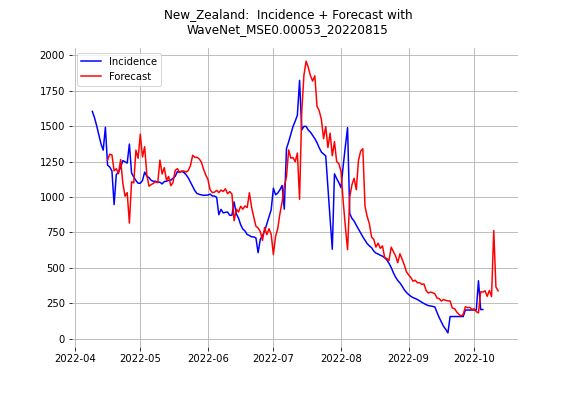 New_Zealand:  Incidence + Forecast with
WaveNet_MSE0.00053_20220815
Incidence
Forecast
2000
1750
1500
1250
1000
750
500
250
0
2022-04 2022-05 2022-06 2022-07 2022-08 2022-09 2022-10